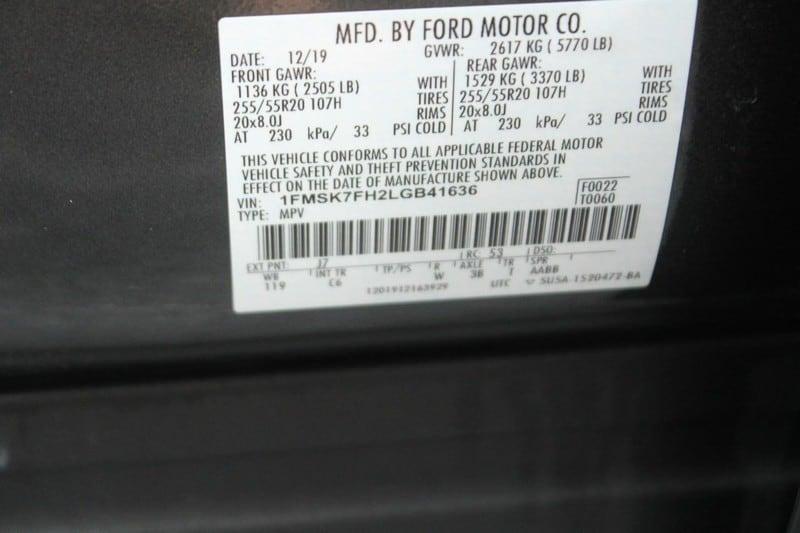 MFD. BY FORD MOTOR CO.
DATE: 12/19 GVWR: 2617 KG ( 5770 LB)
FRONT GAWR: REAR GAWR:
1136 KG ( 2505 LB) WITH 1529 KG ( 3370 LB) WITH
255/55R20 107H TIRES 255/55R20 107H TIRES
20x8.0J RIMS 20x8.0J RIMS
AT 230 kPa/ 33 PSI COLD AT 230 kPa/ 33 PSI COLD
THIS VEHICLE CONFORMS TO ALL APPLICABLE FEDERAL MOTOR
VEHICLE SAFETY AND THEFT PREVENTION STANDARDS IN
EFFECT ON THE DATE OF MANUFACTURE SHOWN ABOVE.
VIN: 1FMSK7FH2LGB41636 F0022
TYPE: MPV T0060
EXT PNT: J7 RC: 53 DSO:
WB INT TR TP/PS R AXLE TR SPR
119 C6 W 3B T AABB
1201912163929 UTC SU5A-1520472-BA